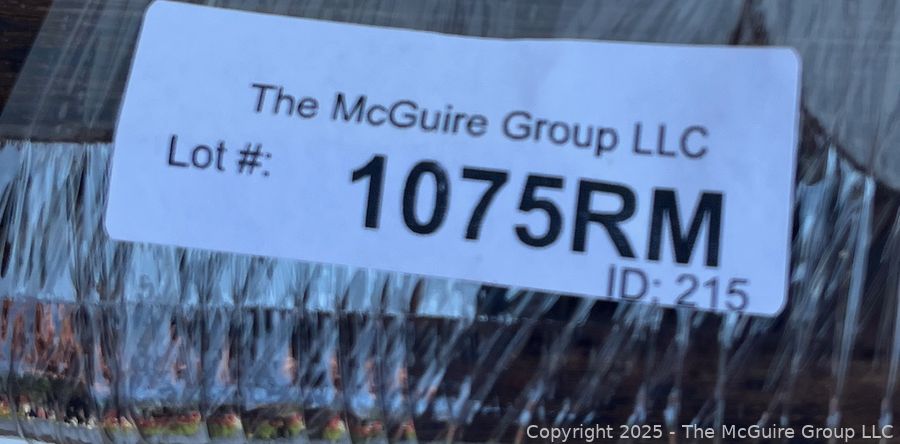 The McGuire Group LLC
Lot #:
1075RM
ID: 215
Copyright 2025 - The McGuire Group LLC